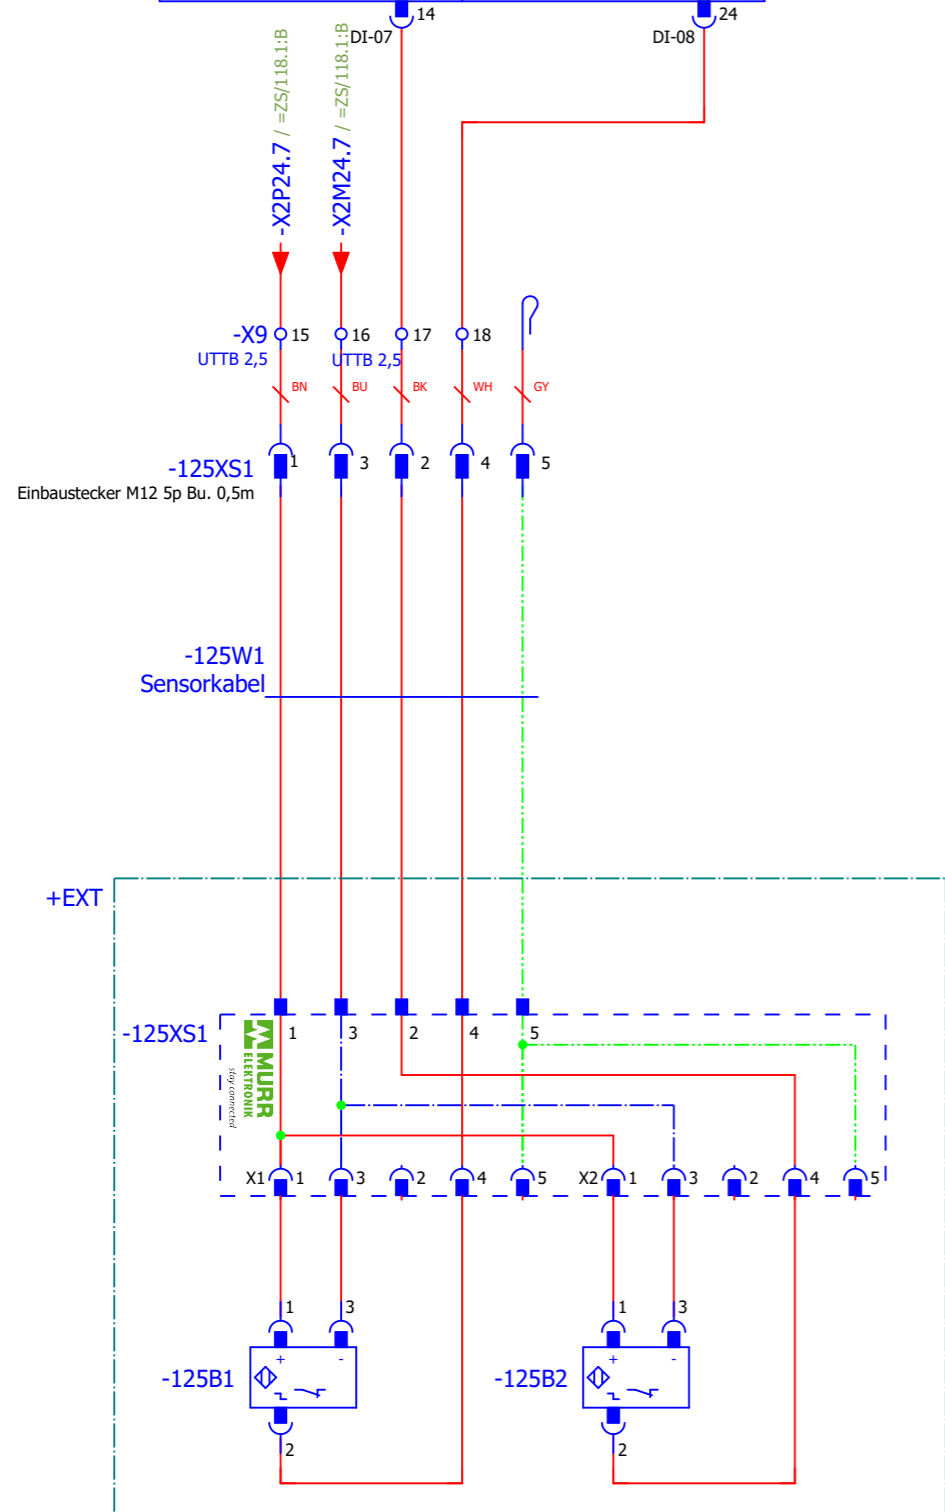 14
24
DI-07
DI-08
-X2P24.7 / =ZS/118.1:B
-X2M24.7 / =ZS/118.1:B
-X9
15
16
17
18
UTTB 2,5
UTTB 2,5
BN
BU
BK
WH
GY
-125XS1
1
3
2
4
5
Einbaustecker M12 5p Bu. 0,5m
-125W1
Sensorkabel
+EXT
-125XS1
1
3
2
4
5
MURR
ELEKTRONIK
stay connected
X1
1
3
2
4
5
X2
1
3
2
4
5
1
3
1
3
-125B1
+
-
-125B2
+
-
2
2